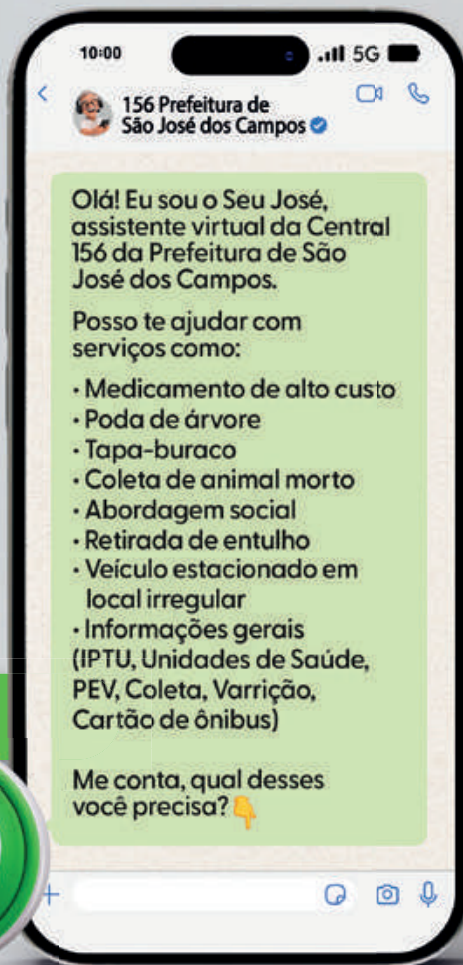 10:00
5G
156 Prefeitura de
São José dos Campos
Olá! Eu sou o Seu José,
assistente virtual da Central
156 da Prefeitura de São
José dos Campos.
Posso te ajudar com
serviços como:
• Medicamento de alto custo
• Poda de árvore
• Tapa-buraco
• Coleta de animal morto
• Abordagem social
• Retirada de entulho
• Veículo estacionado em
local irregular
• Informações gerais
(IPTU, Unidades de Saúde,
PEV, Coleta, Varrição,
Cartão de ônibus)
Me conta, qual desses
você precisa?👇